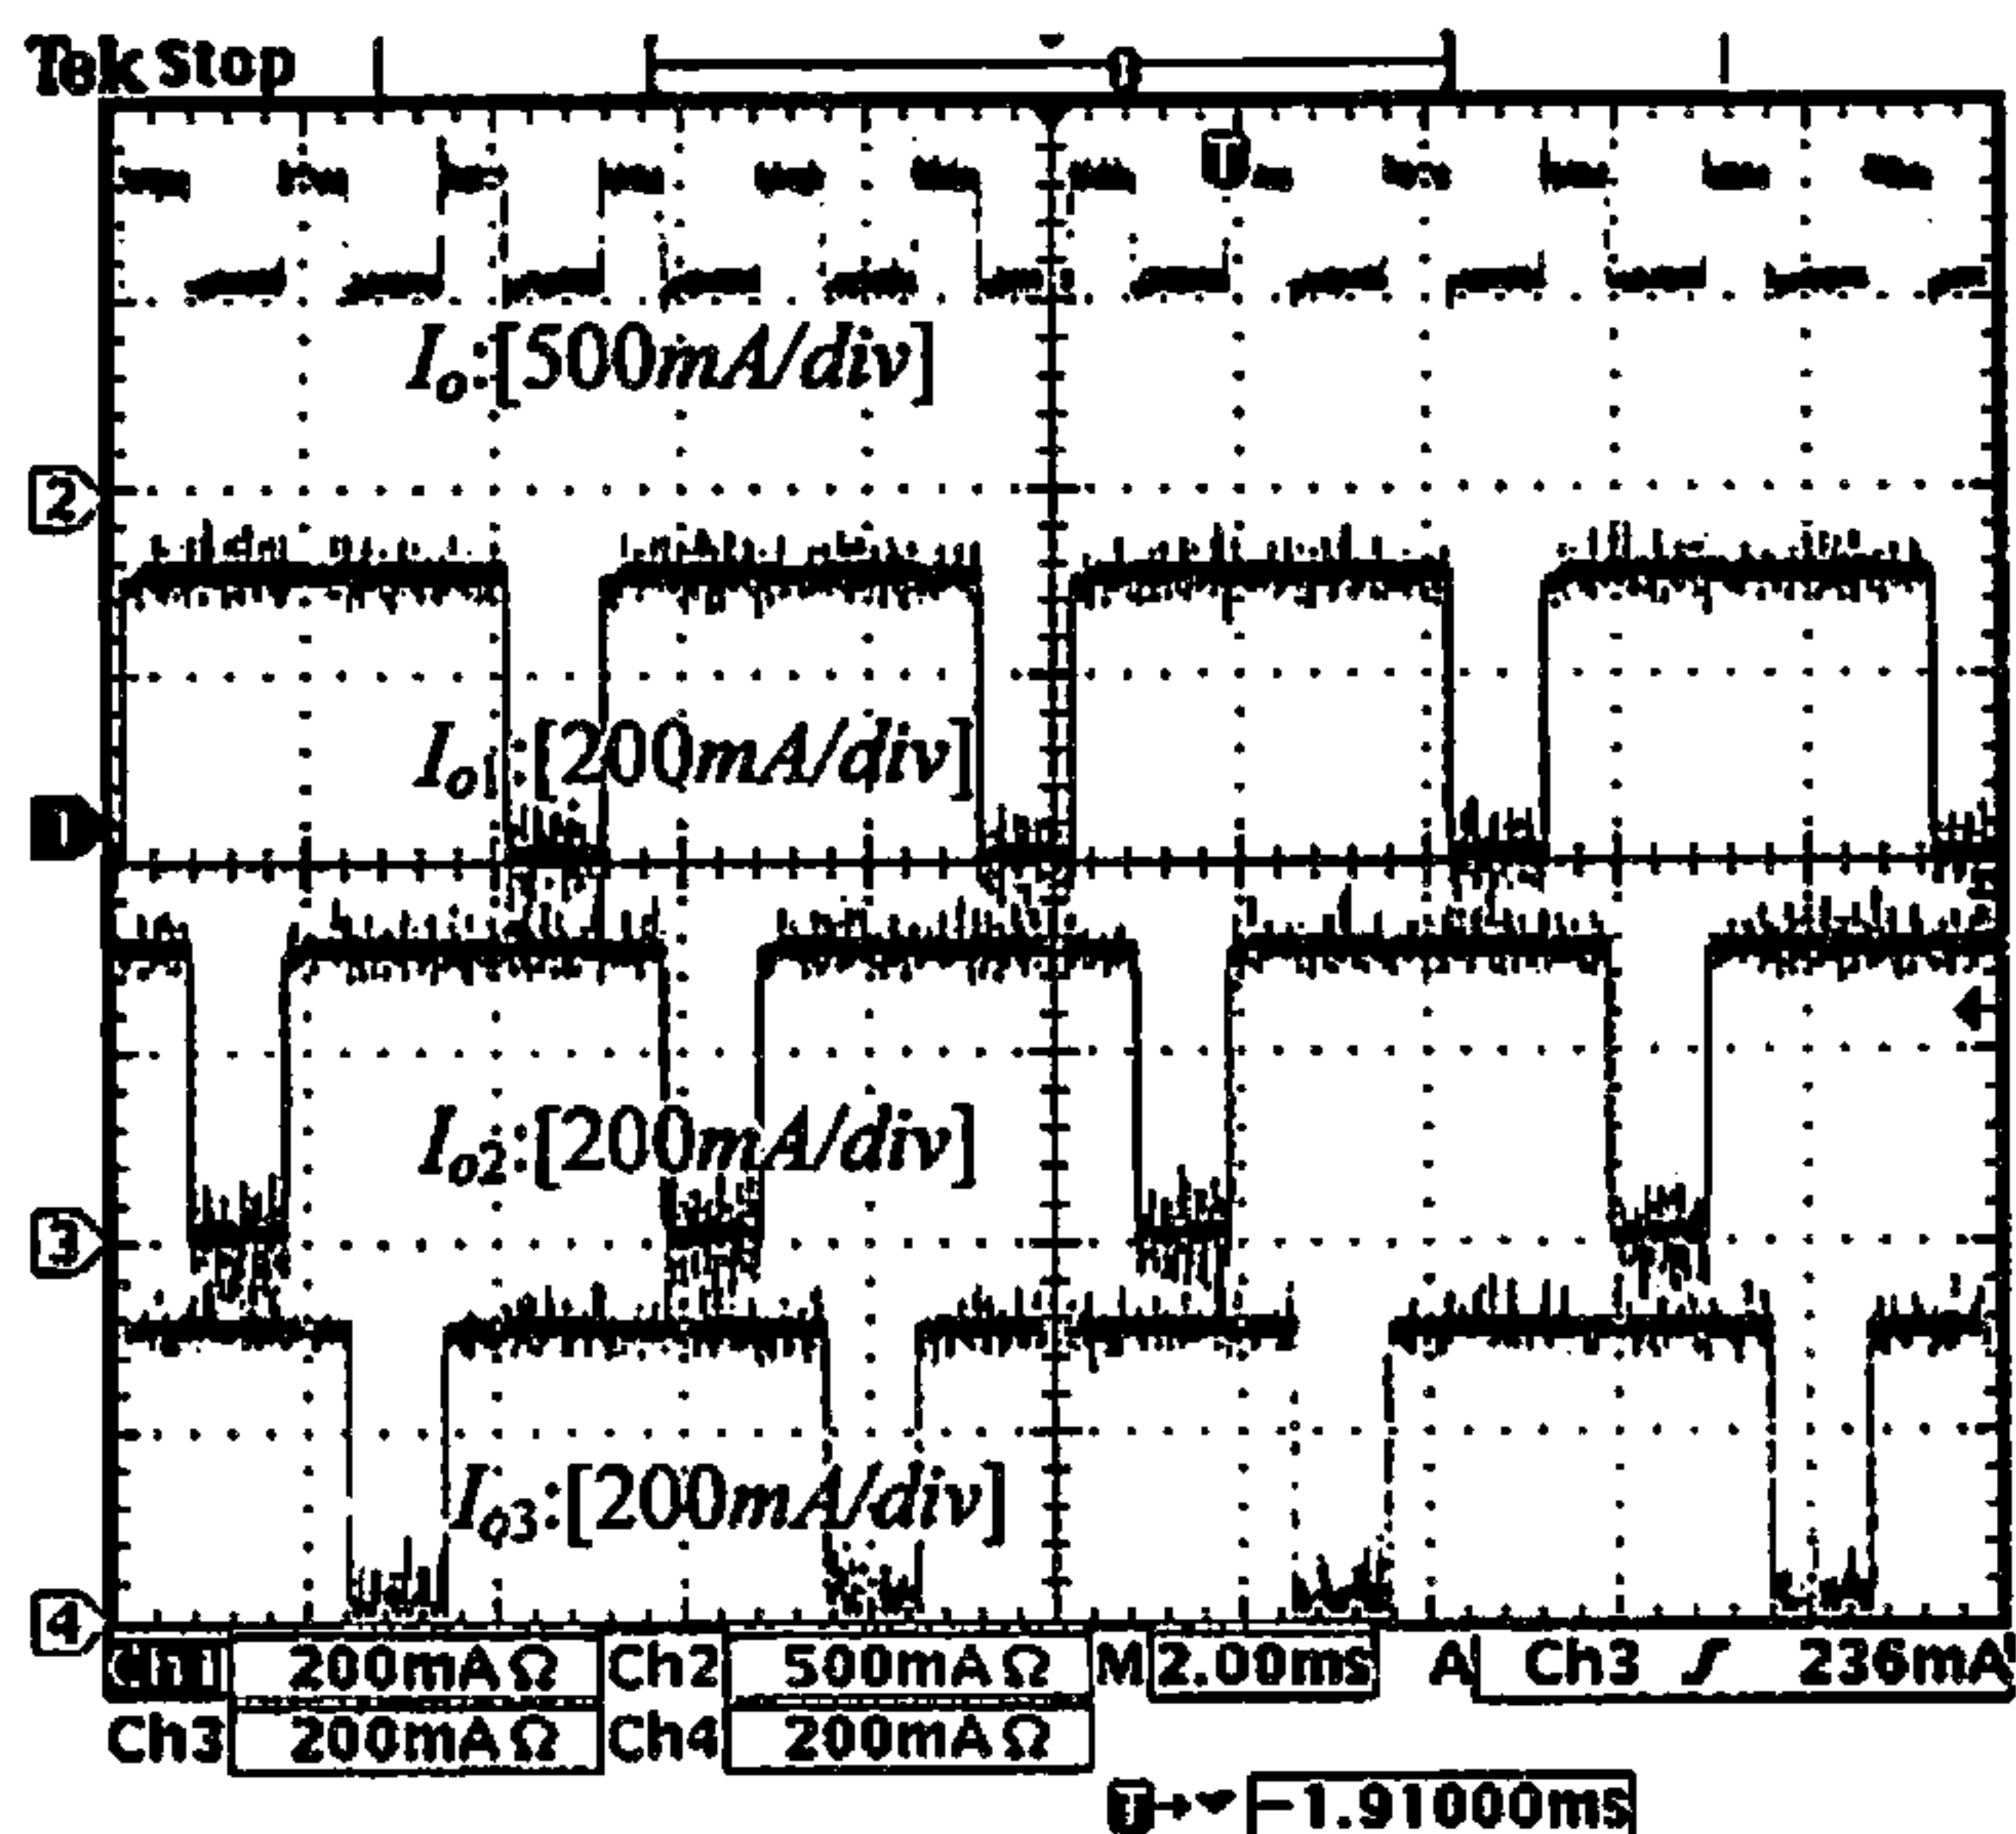 Tek Stop
T
Io:[500mA/div]
2
Io1:[200mA/div]
1
Io2:[200mA/div]
3
Io3:[200mA/div]
4
Ch1 200mAΩ Ch2 500mAΩ M 2.00ms A Ch3 ∫ 236mA
Ch3 200mAΩ Ch4 200mAΩ
T→▼ -1.91000ms